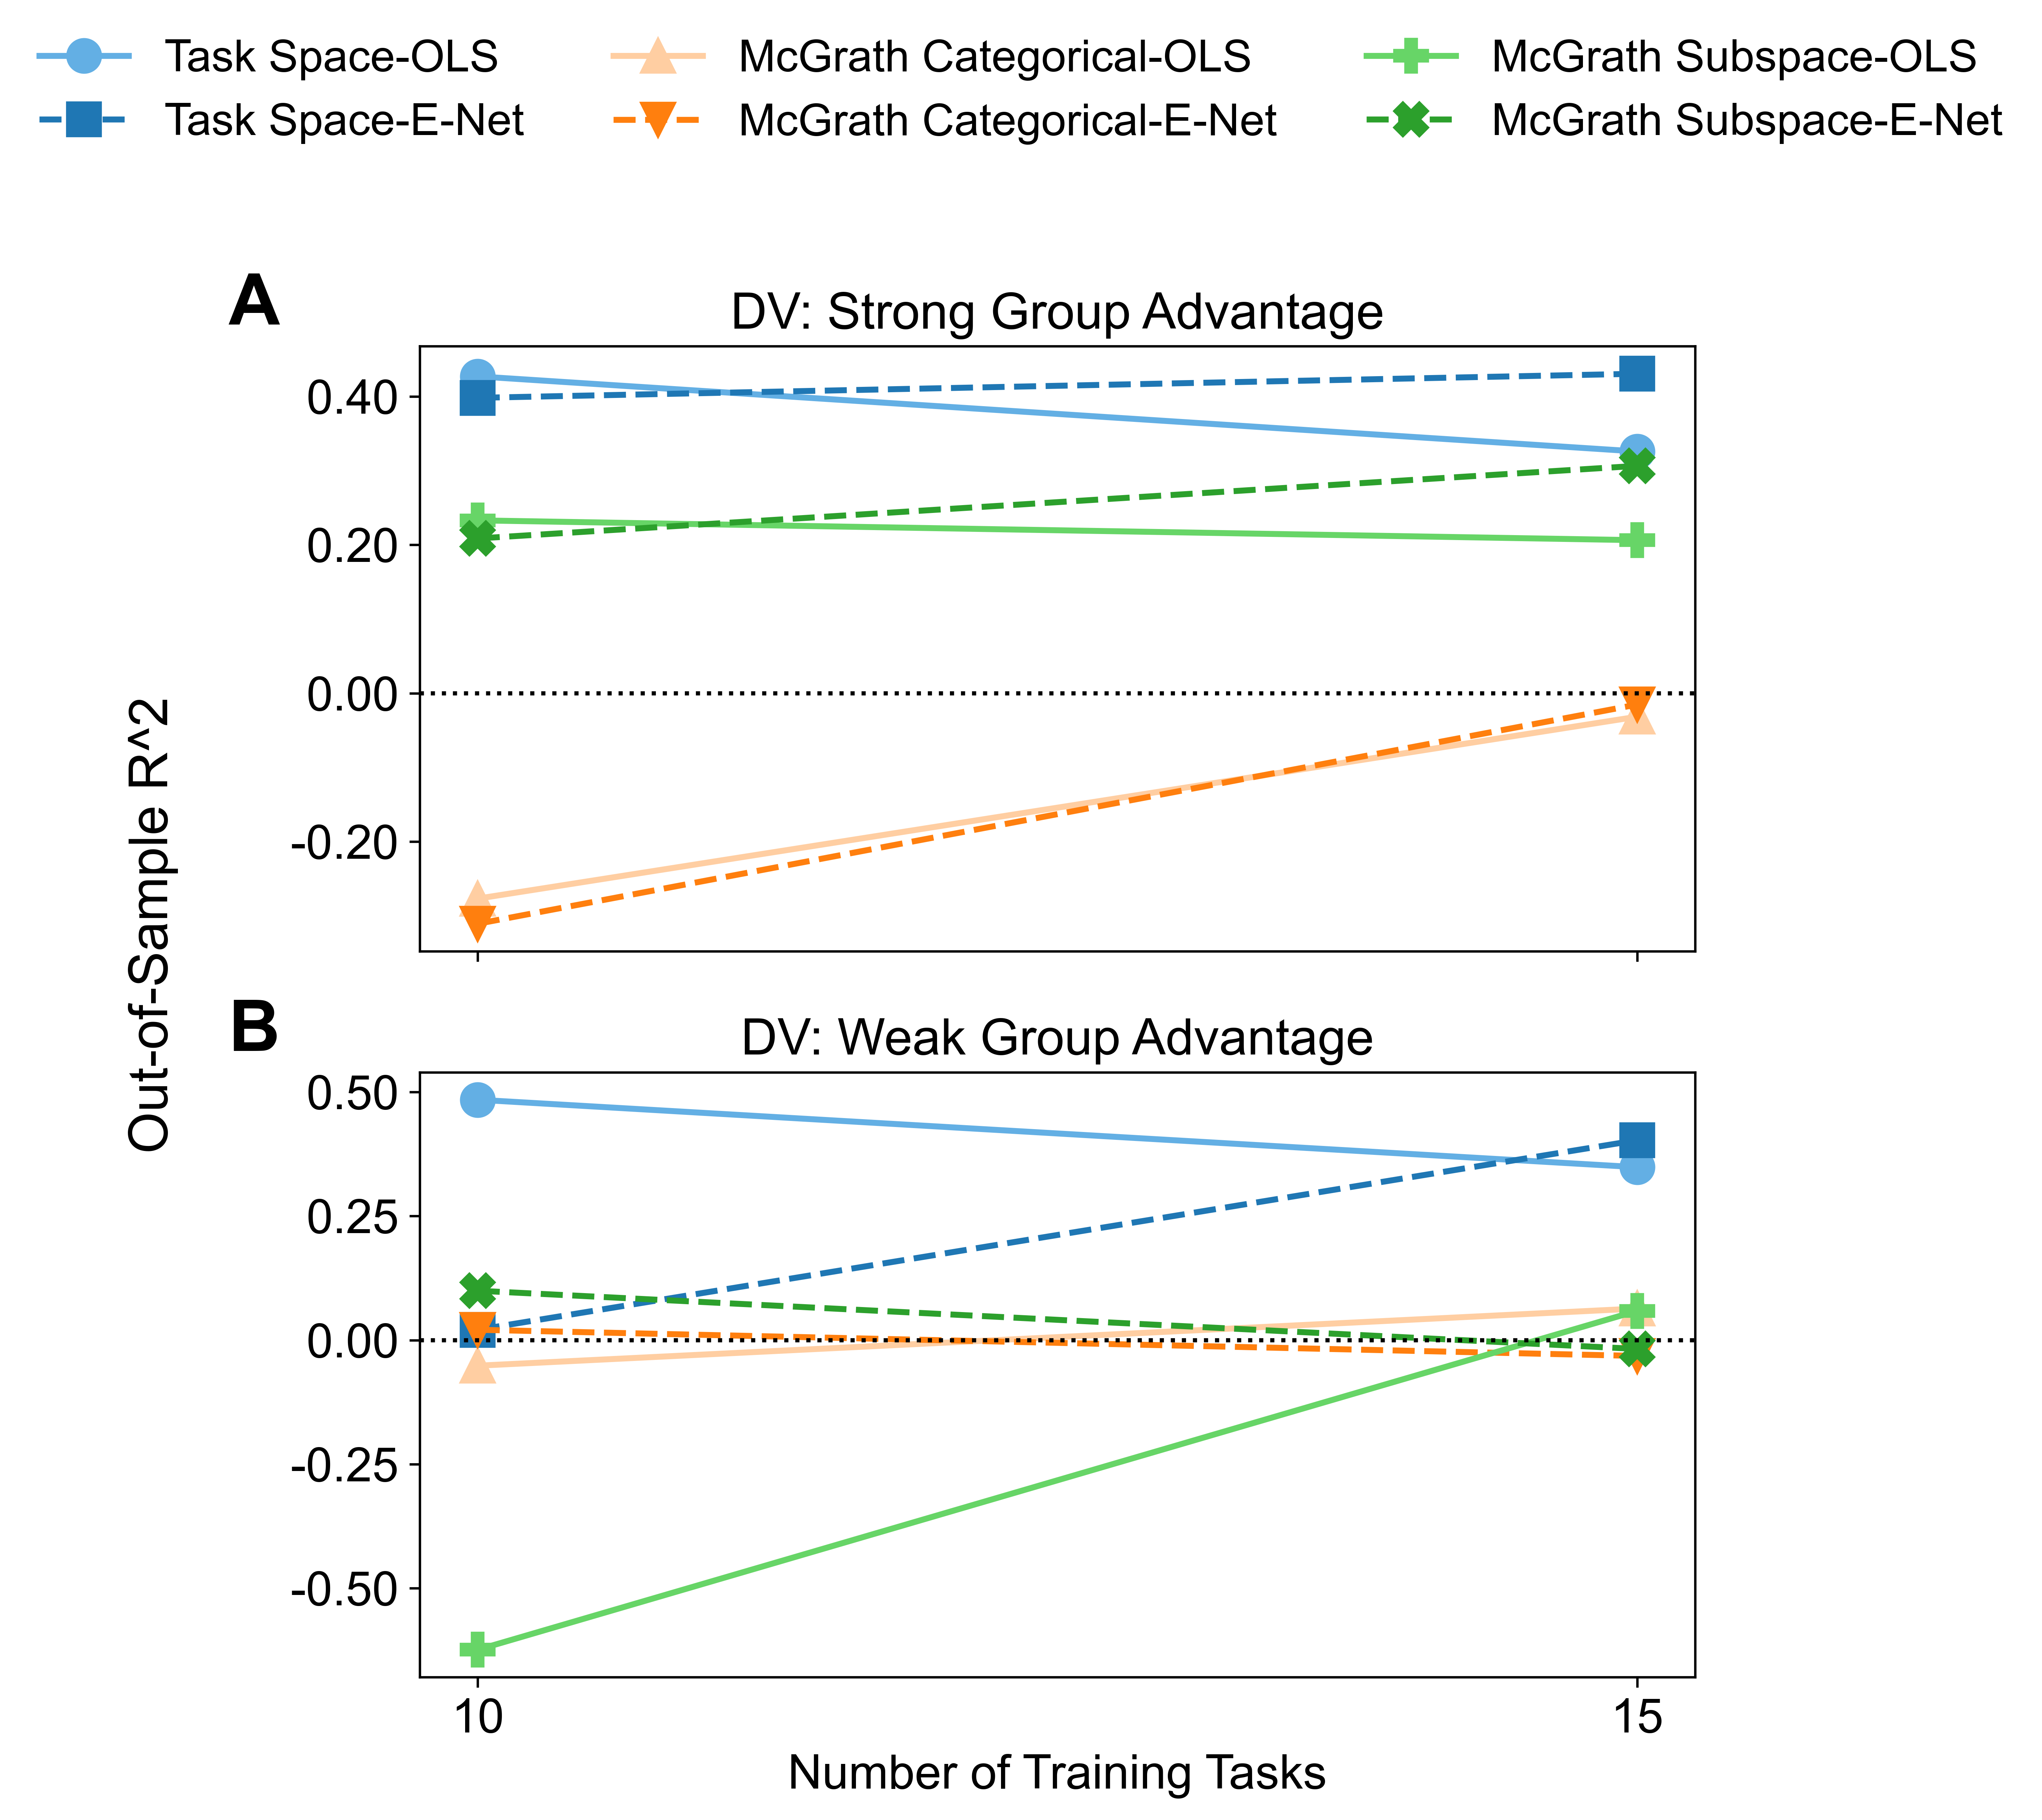 Task Space-OLS McGrath Categorical-OLS McGrath Subspace-OLS
Task Space-E-Net McGrath Categorical-E-Net McGrath Subspace-E-Net
A
DV: Strong Group Advantage
0.40
0.20
0.00
-0.20
Out-of-Sample R^2
B
DV: Weak Group Advantage
0.50
0.25
0.00
-0.25
-0.50
10 15
Number of Training Tasks